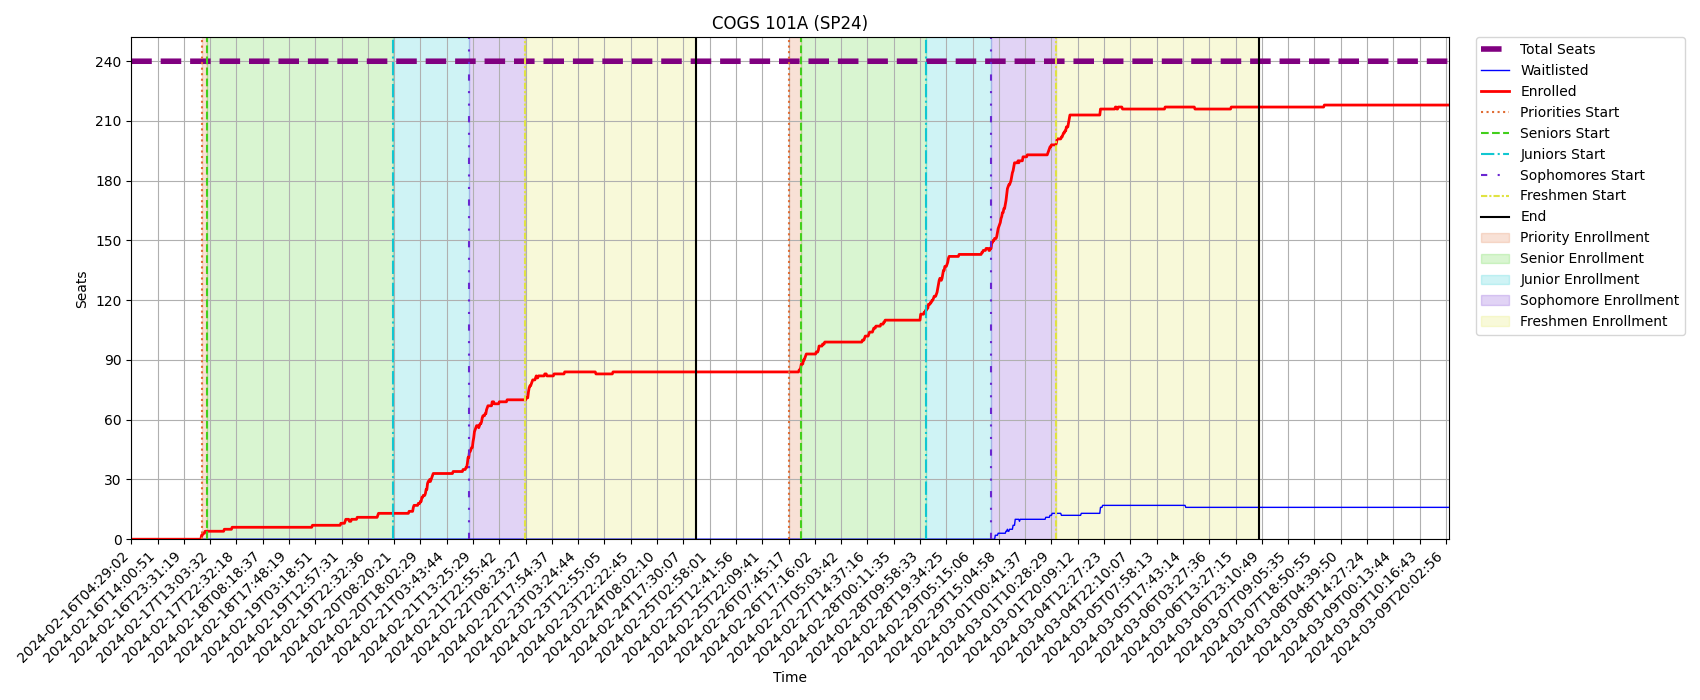 COGS 101A (SP24)
Seats
240
210
180
150
120
90
60
30
0
2024-02-16T04:29:02
2024-02-16T14:00:51
2024-02-16T23:31:19
2024-02-17T13:03:32
2024-02-17T22:32:18
2024-02-18T08:18:37
2024-02-18T17:48:19
2024-02-19T03:18:51
2024-02-19T12:57:31
2024-02-19T22:32:36
2024-02-20T08:20:21
2024-02-20T18:02:29
2024-02-21T03:43:44
2024-02-21T13:25:29
2024-02-21T22:55:42
2024-02-22T08:23:27
2024-02-22T17:54:37
2024-02-23T03:24:44
2024-02-23T12:55:05
2024-02-23T22:22:45
2024-02-24T08:02:10
2024-02-24T17:30:07
2024-02-25T02:58:01
2024-02-25T12:41:56
2024-02-25T22:09:41
2024-02-26T07:45:17
2024-02-26T17:16:02
2024-02-27T05:03:42
2024-02-27T14:37:16
2024-02-28T00:11:35
2024-02-28T09:58:33
2024-02-28T19:34:25
2024-02-29T05:15:06
2024-02-29T15:04:58
2024-03-01T00:41:37
2024-03-01T10:28:29
2024-03-01T20:09:12
2024-03-04T12:27:23
2024-03-04T22:10:07
2024-03-05T07:58:13
2024-03-05T17:43:14
2024-03-06T03:27:36
2024-03-06T13:27:15
2024-03-06T23:10:49
2024-03-07T09:05:35
2024-03-07T18:50:55
2024-03-08T04:39:50
2024-03-08T14:27:24
2024-03-09T00:13:44
2024-03-09T10:16:43
2024-03-09T20:02:56
Time
Total Seats
Waitlisted
Enrolled
Priorities Start
Seniors Start
Juniors Start
Sophomores Start
Freshmen Start
End
Priority Enrollment
Senior Enrollment
Junior Enrollment
Sophomore Enrollment
Freshmen Enrollment